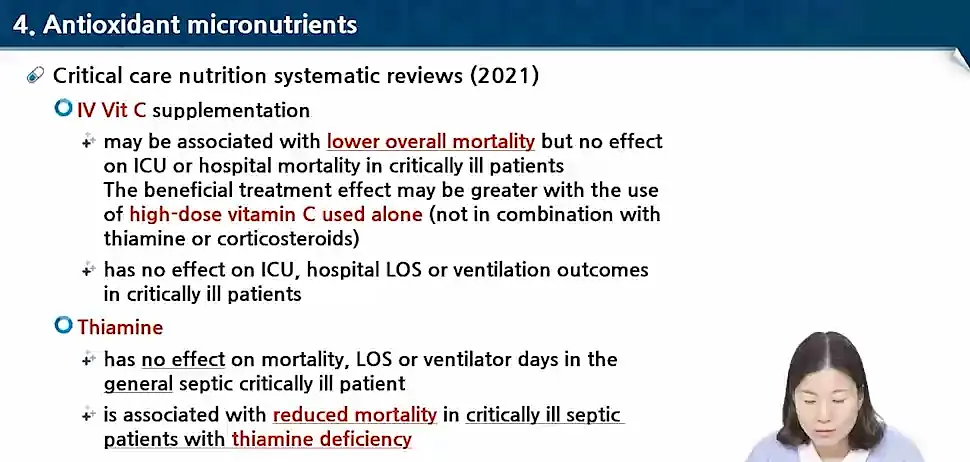 4. Antioxidant micronutrients
Critical care nutrition systematic reviews (2021)
IV Vit C supplementation
may be associated with lower overall mortality but no effect
on ICU or hospital mortality in critically ill patients
The beneficial treatment effect may be greater with the use
of high-dose vitamin C used alone (not in combination with
thiamine or corticosteroids)
has no effect on ICU, hospital LOS or ventilation outcomes
in critically ill patients
Thiamine
has no effect on mortality, LOS or ventilator days in the
general septic critically ill patient
is associated with reduced mortality in critically ill septic
patients with thiamine deficiency